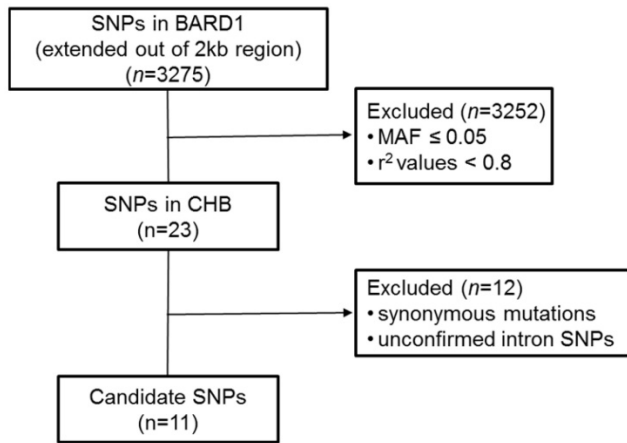 SNPs in BARD1
(extended out of 2kb region)
(n=3275)
Excluded (n=3252)
• MAF ≤ 0.05
• r² values < 0.8
SNPs in CHB
(n=23)
Excluded (n=12)
• synonymous mutations
• unconfirmed intron SNPs
Candidate SNPs
(n=11)